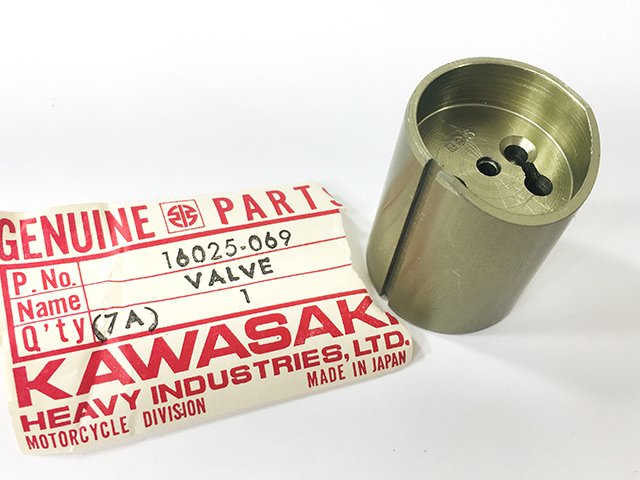 GENUINE PARTS
P. No. 16025-069
Name VALVE
Q'ty (7A) 1
KAWASAKI
HEAVY INDUSTRIES, LTD.
MOTORCYCLE DIVISION MADE IN JAPAN